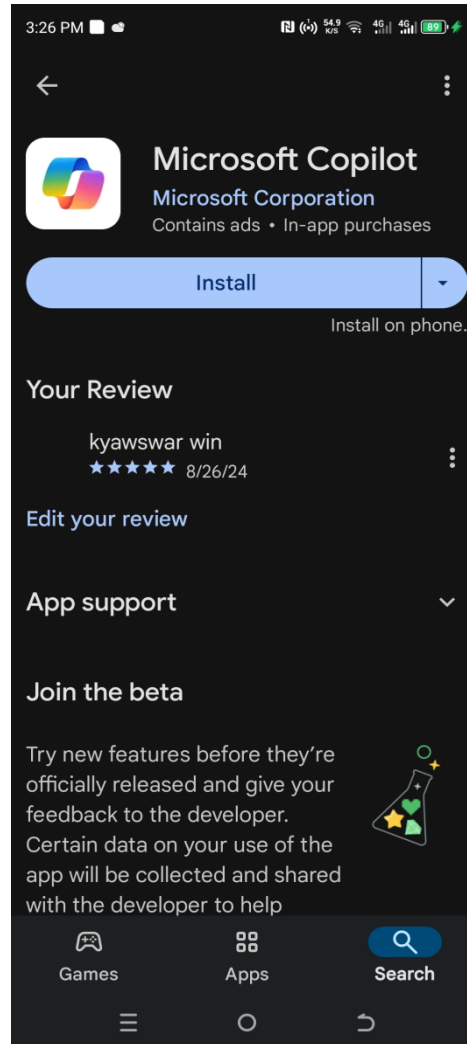 3:26 PM
54.9
K/S
4G
4G
89
Microsoft Copilot
Microsoft Corporation
Contains ads • In-app purchases
Install
Install on phone.
Your Review
kyawswar win
★★★★★ 8/26/24
Edit your review
App support
Join the beta
Try new features before they're
officially released and give your
feedback to the developer.
Certain data on your use of the
app will be collected and shared
with the developer to help
Games
Apps
Search